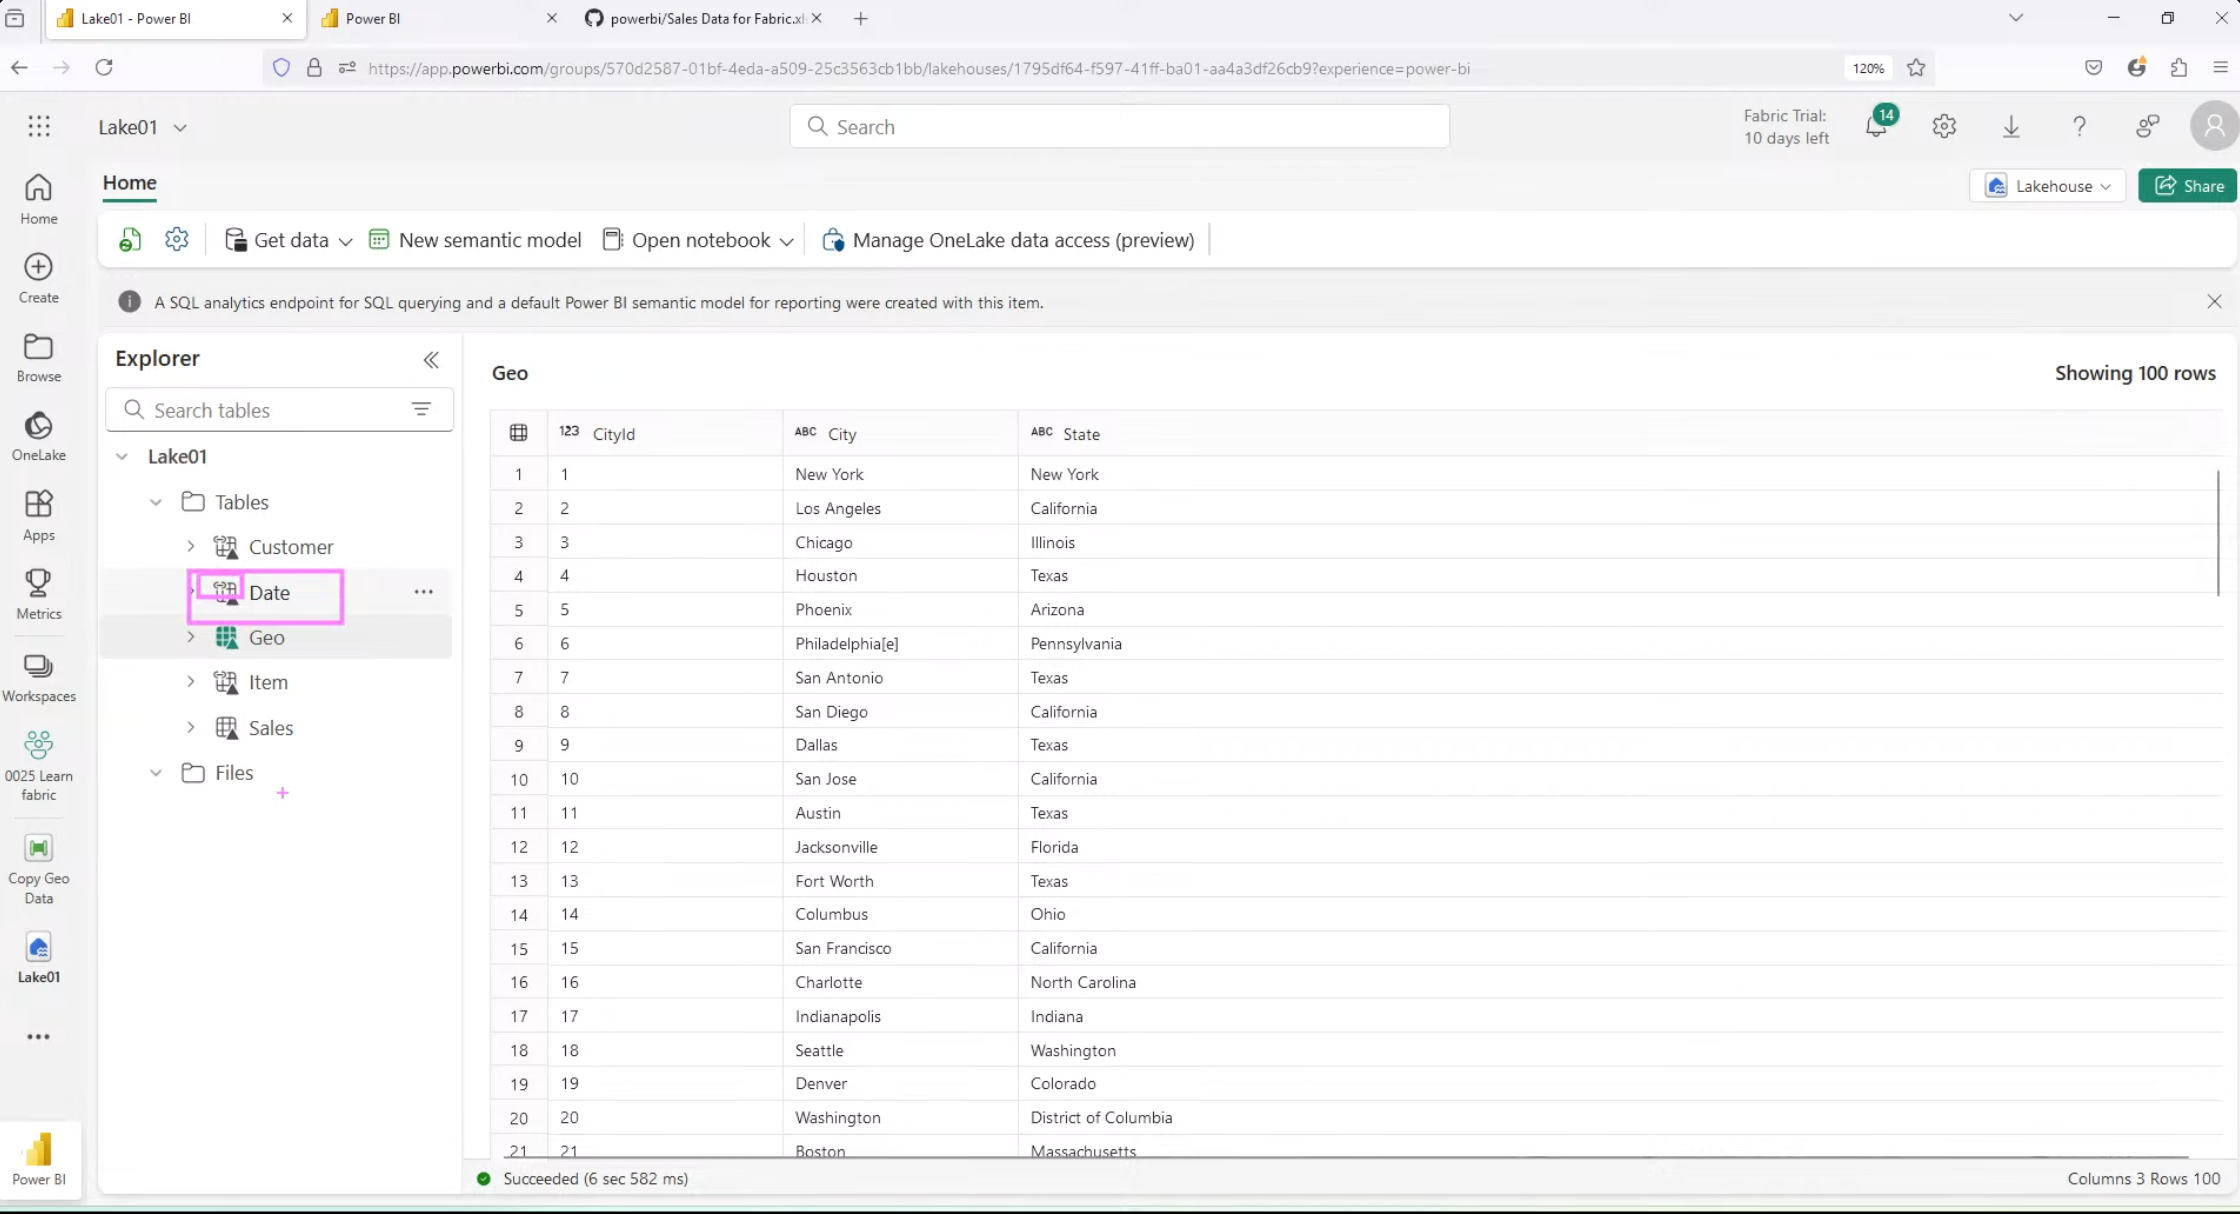 Lake01 - Power BI
Power BI
powerbi/Sales Data for Fabric.xl
https://app.powerbi.com/groups/570d2587-01bf-4eda-a509-25c3563cb1bb/lakehouses/1795df64-f597-41ff-ba01-aa4a3df26cb9?experience=power-bi
120%
Lake01
Search
Fabric Trial:
10 days left
14
Home
Lakehouse
Share
Get data
New semantic model
Open notebook
Manage OneLake data access (preview)
A SQL analytics endpoint for SQL querying and a default Power BI semantic model for reporting were created with this item.
Home
Create
Browse
OneLake
Apps
Metrics
Workspaces
0025 Learn
fabric
Copy Geo
Data
Lake01
Power BI
Explorer
Search tables
Lake01
Tables
Customer
Date
Geo
Item
Sales
Files
Geo
Showing 100 rows
123 CityId ABC City ABC State
1 1 New York New York
2 2 Los Angeles California
3 3 Chicago Illinois
4 4 Houston Texas
5 5 Phoenix Arizona
6 6 Philadelphia[e] Pennsylvania
7 7 San Antonio Texas
8 8 San Diego California
9 9 Dallas Texas
10 10 San Jose California
11 11 Austin Texas
12 12 Jacksonville Florida
13 13 Fort Worth Texas
14 14 Columbus Ohio
15 15 San Francisco California
16 16 Charlotte North Carolina
17 17 Indianapolis Indiana
18 18 Seattle Washington
19 19 Denver Colorado
20 20 Washington District of Columbia
21 21 Boston Massachusetts
Succeeded (6 sec 582 ms)
Columns 3 Rows 100